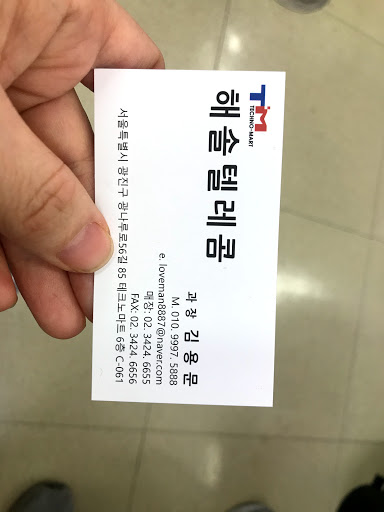 TM
TECHNO-MART
해솔텔레콤
과장 김용문
M. 010. 9997. 5888
e. loveman8887@naver.com
매장: 02. 3424. 6655
FAX: 02. 3424. 6656
서울특별시 광진구 광나루로56길 85 테크노마트 6층 C-061